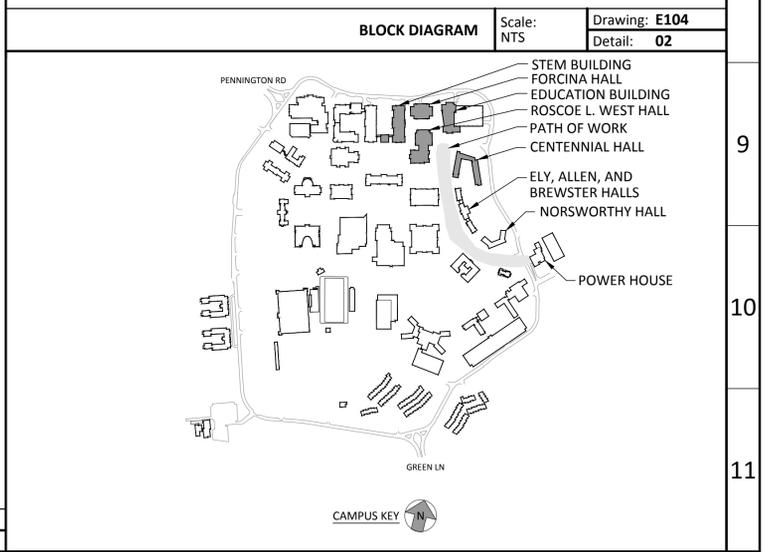 BLOCK DIAGRAM
Scale:
NTS
Drawing: E104
Detail: 02
STEM BUILDING
FORCINA HALL
EDUCATION BUILDING
ROSCOE L. WEST HALL
PATH OF WORK
CENTENNIAL HALL
ELY, ALLEN, AND
BREWSTER HALLS
NORSWORTHY HALL
POWER HOUSE
PENNINGTON RD
GREEN LN
CAMPUS KEY
N
9
10
11